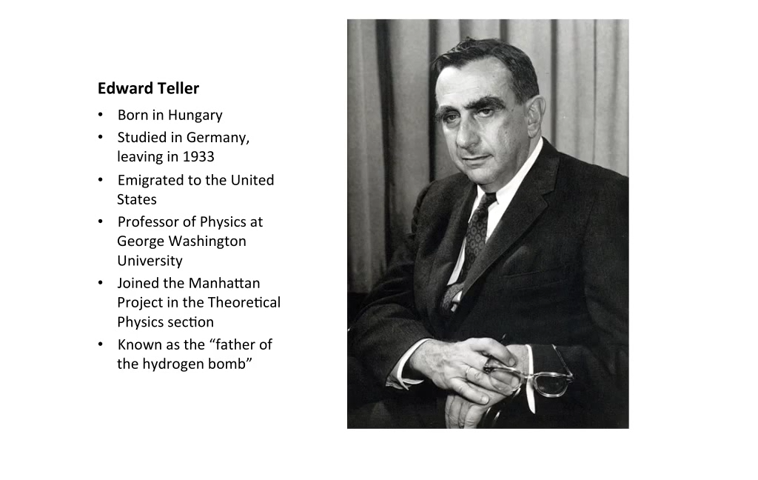 Edward Teller
• Born in Hungary
• Studied in Germany,
leaving in 1933
• Emigrated to the United
States
• Professor of Physics at
George Washington
University
• Joined the Manhattan
Project in the Theoretical
Physics section
• Known as the “father of
the hydrogen bomb”